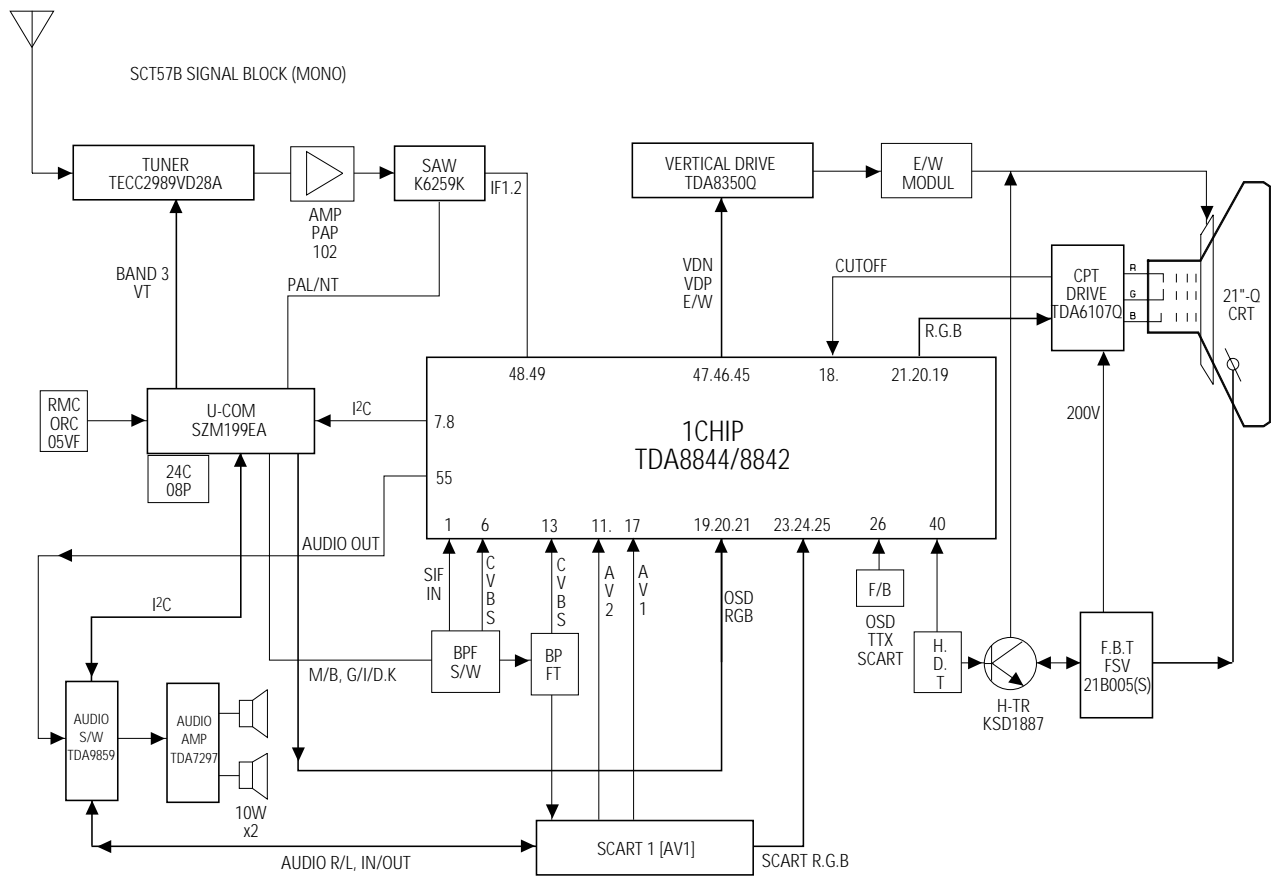 SCT57B SIGNAL BLOCK (MONO)
TUNER
TECC2989VD28A
AMP
PAP
102
SAW
K6259K
IF1.2
VERTICAL DRIVE
TDA8350Q
E/W
MODUL
BAND 3
VT
PAL/NT
VDN
VDP
E/W
CUTOFF
R.G.B
CPT
DRIVE
TDA6107Q
R
G
B
21"-Q
CRT
200V
RMC
ORC
05VF
U-COM
SZM199EA
24C
08P
I²C
48.49
47.46.45
18.
21.20.19
7.8
55
1CHIP
TDA8844/8842
1
6
13
11.
17
19.20.21
23.24.25
26
40
AUDIO OUT
SIF
IN
CVBS
CVBS
AV2
AV1
OSD
RGB
F/B
OSD
TTX
SCART
H.
D.
T
H-TR
KSD1887
F.B.T
FSV
21B005(S)
I²C
M/B, G/I/D.K
BPF
S/W
BP
FT
AUDIO
S/W
TDA9859
AUDIO
AMP
TDA7297
10W
x2
SCART 1 [AV1]
AUDIO R/L, IN/OUT
SCART R.G.B